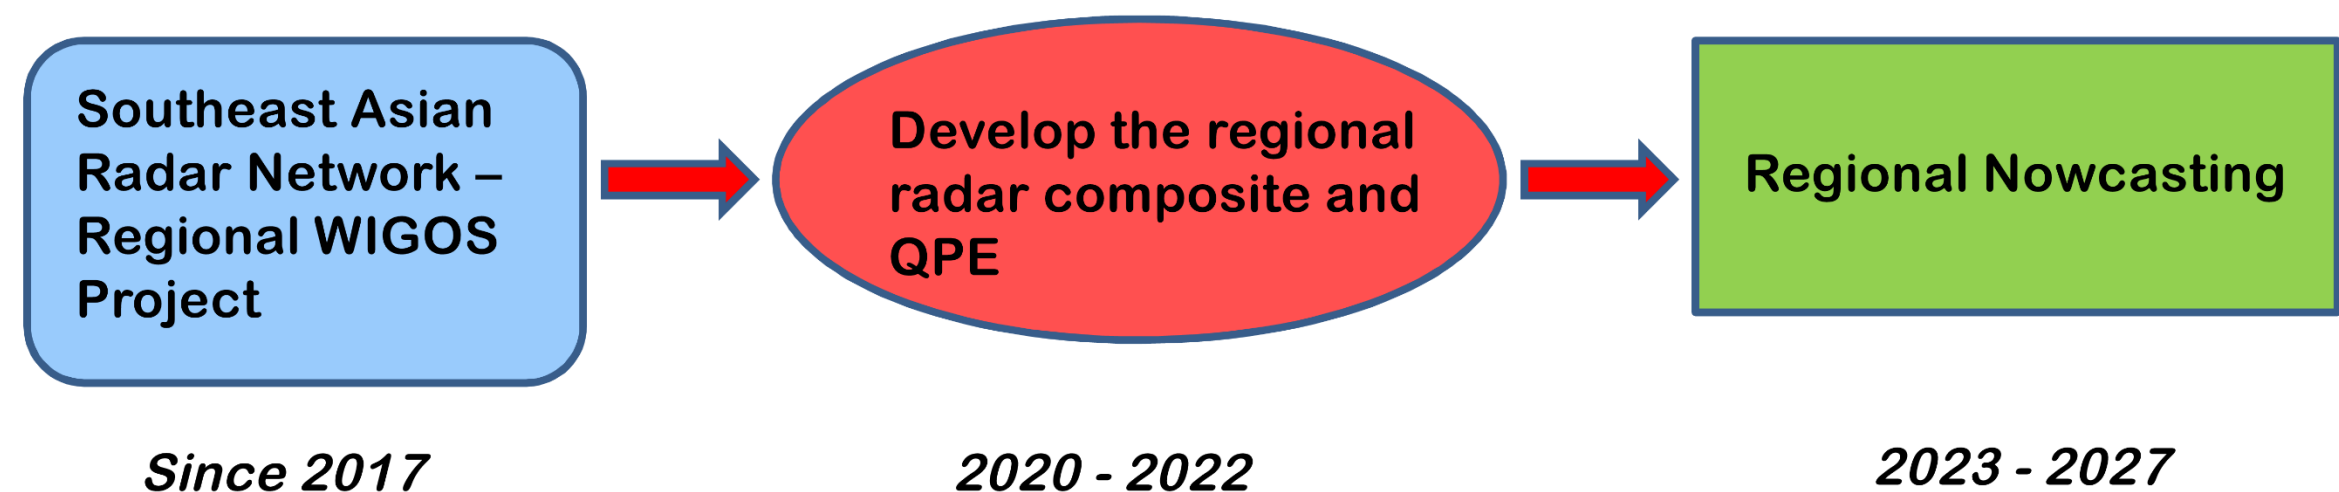 Southeast Asian
Radar Network –
Regional WIGOS
Project
Develop the regional
radar composite and
QPE
Regional Nowcasting
Since 2017
2020 - 2022
2023 - 2027